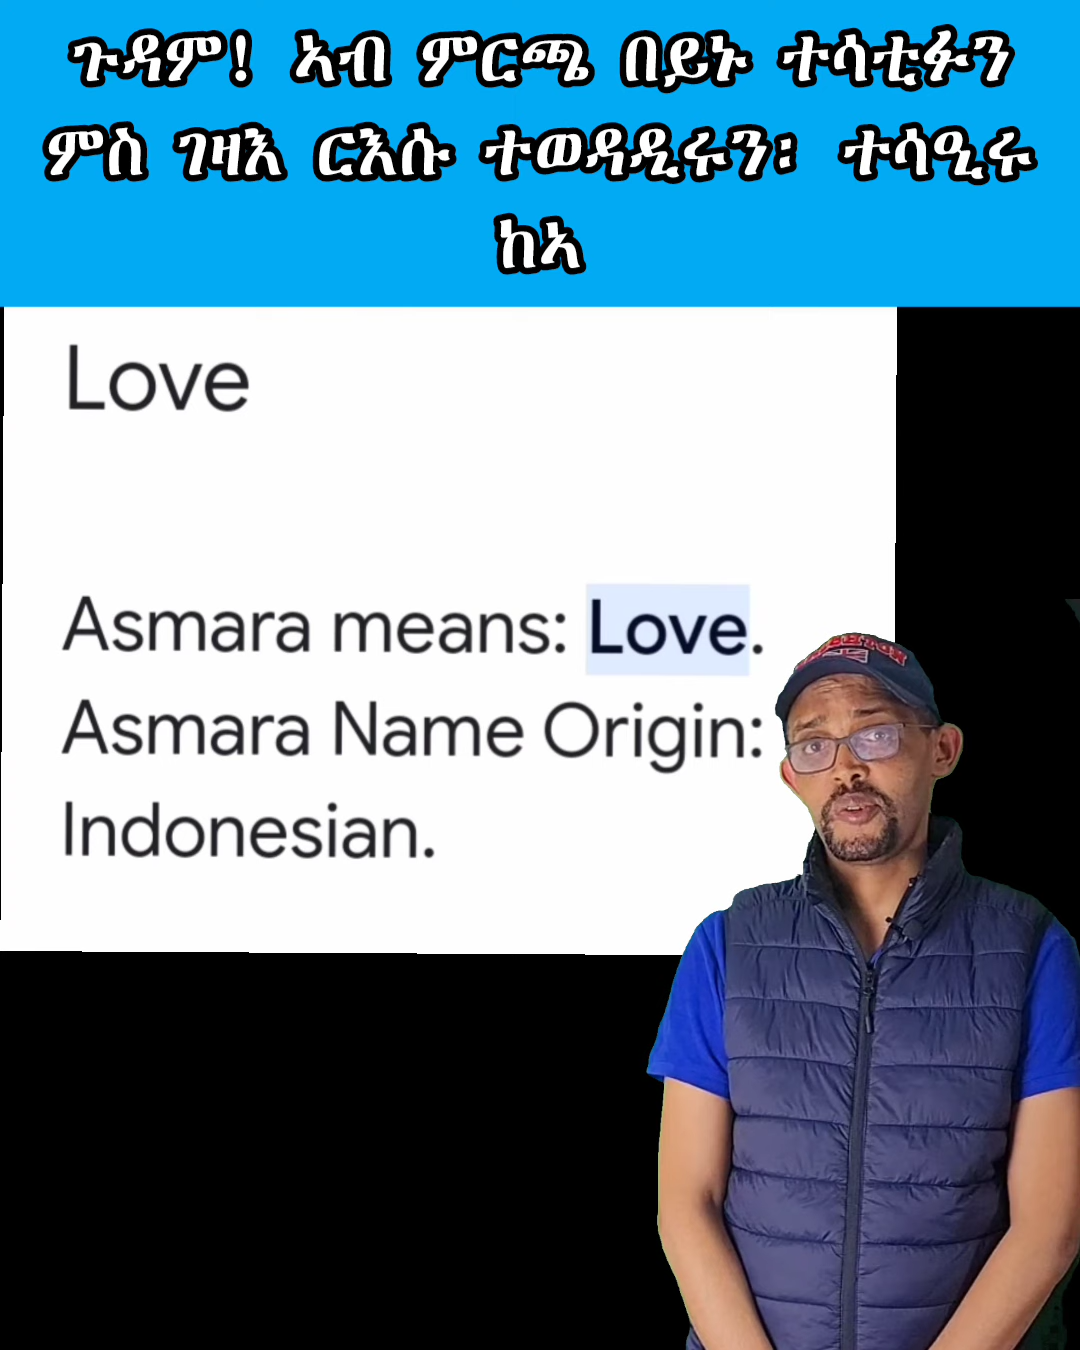 ጉዳም! ኣብ ምርጫ በይኑ ተሳቲፉን
ምስ ገዛእ ርእሱ ተወዳዲሩን፡ ተሳዒሩ
ከኣ
Love
Asmara means: Love.
Asmara Name Origin:
Indonesian.